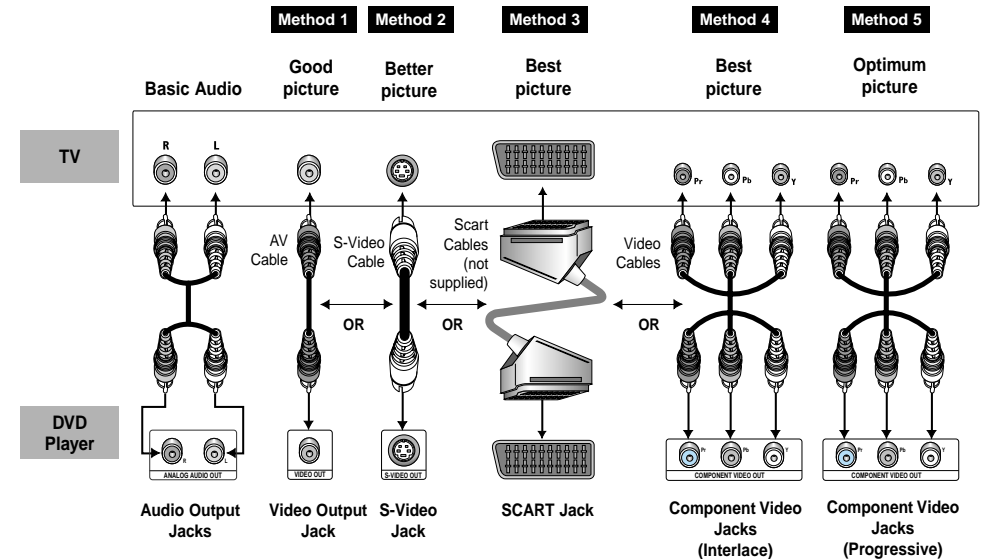 Method 1
Method 2
Method 3
Method 4
Method 5
Basic Audio
Good
picture
Better
picture
Best
picture
Best
picture
Optimum
picture
TV
R
L
Pr
Pb
Y
Pr
Pb
Y
AV
Cable
S-Video
Cable
Scart
Cables
(not
supplied)
Video
Cables
OR
OR
OR
DVD
Player
R
L
ANALOG AUDIO OUT
VIDEO OUT
S-VIDEO OUT
Pr
Pb
Y
COMPONENT VIDEO OUT
Pr
Pb
Y
COMPONENT VIDEO OUT
Audio Output
Jacks
Video Output
Jack
S-Video
Jack
SCART Jack
Component Video
Jacks
(Interlace)
Component Video
Jacks
(Progressive)